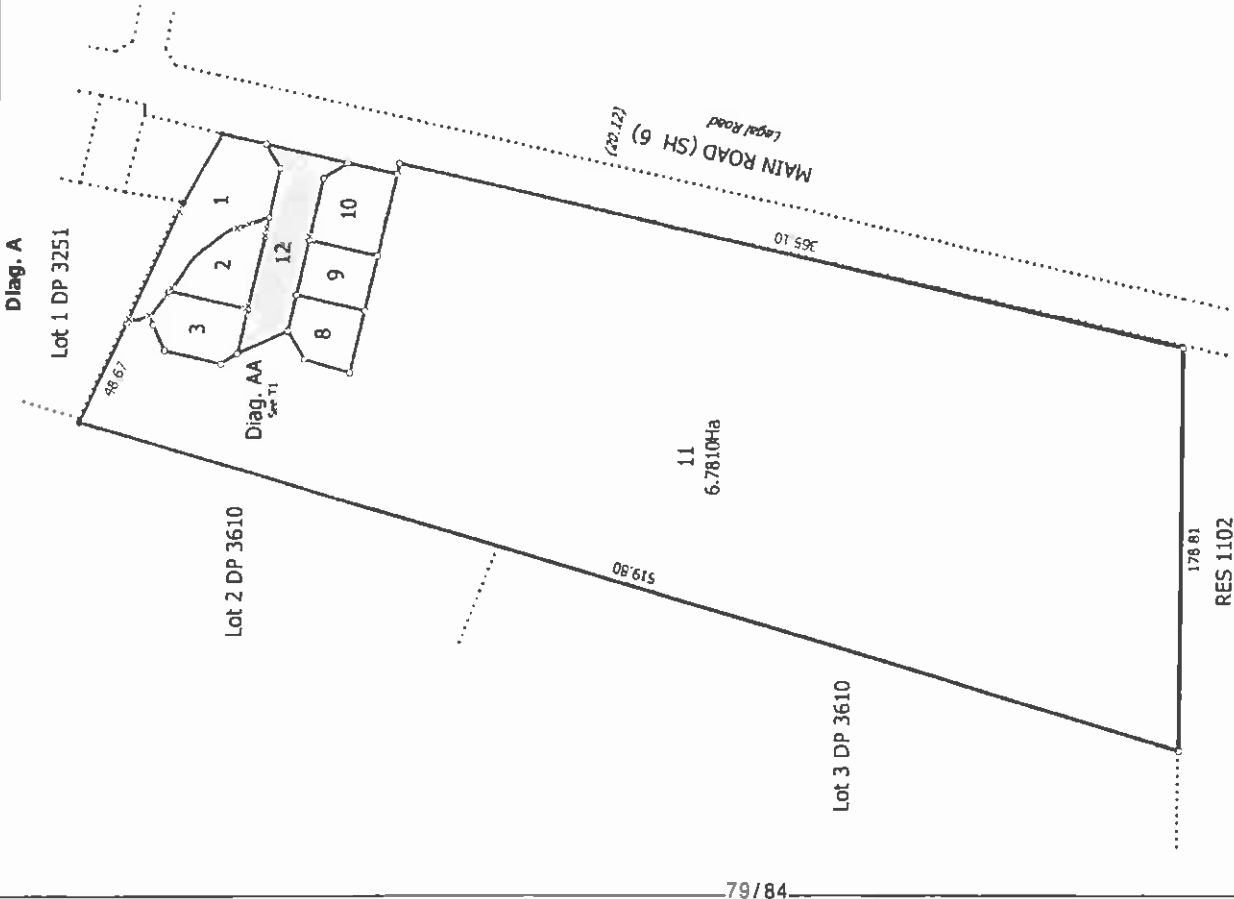 Diag. A
Lot 1 DP 3251
48.67
1
2
3
12
10
9
8
Diag. AA
See T1
MAIN ROAD (SH 6)
(20.12)
Legal Road
365.10
11
6.7810Ha
Lot 2 DP 3610
519.80
Lot 3 DP 3610
178.81
RES 1102
79/84